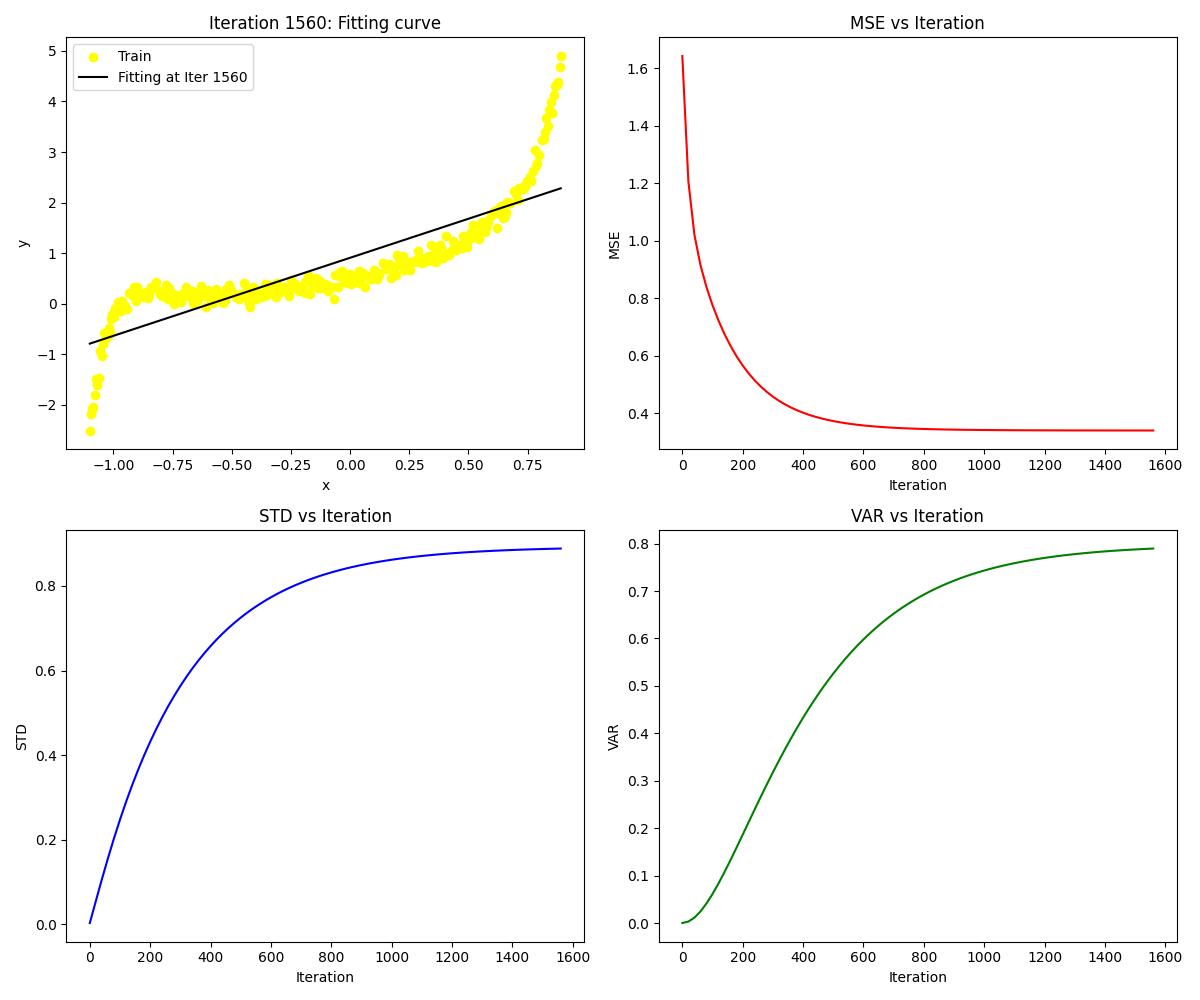 Iteration 1560: Fitting curve
Train
Fitting at Iter 1560
5
4
3
2
1
0
−1
−2
y
−1.00 −0.75 −0.50 −0.25 0.00 0.25 0.50 0.75
x
MSE vs Iteration
1.6
1.4
1.2
1.0
0.8
0.6
0.4
MSE
0 200 400 600 800 1000 1200 1400 1600
Iteration
STD vs Iteration
0.8
0.6
0.4
0.2
0.0
STD
0 200 400 600 800 1000 1200 1400 1600
Iteration
VAR vs Iteration
0.8
0.7
0.6
0.5
0.4
0.3
0.2
0.1
0.0
VAR
0 200 400 600 800 1000 1200 1400 1600
Iteration